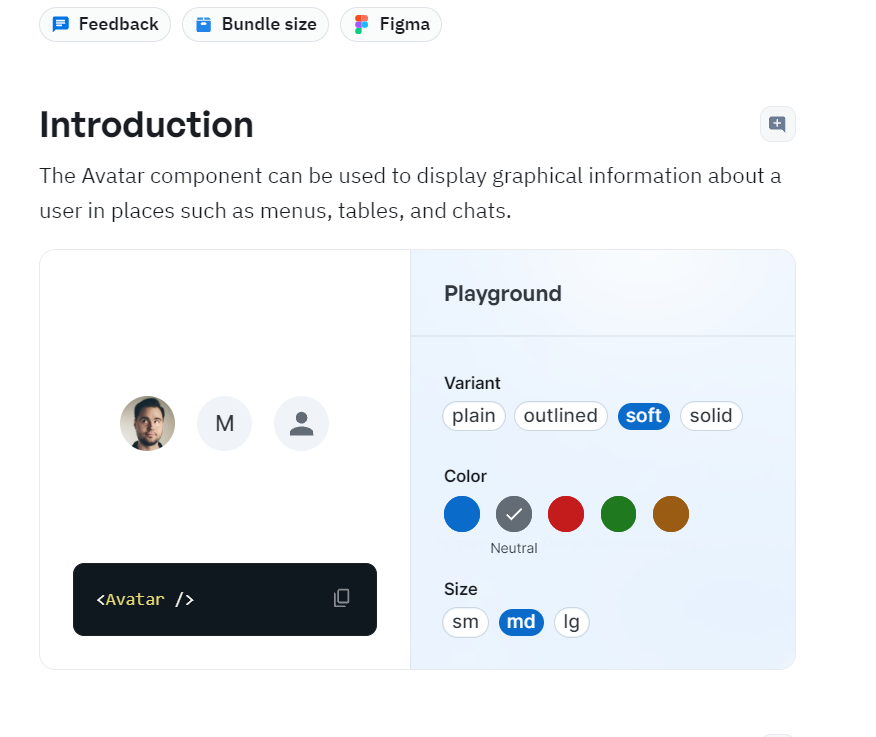 Feedback Bundle size Figma
Introduction
The Avatar component can be used to display graphical information about a
user in places such as menus, tables, and chats.
Playground
Variant
plain outlined soft solid
M
Color
Neutral
Size
sm md lg
<Avatar />